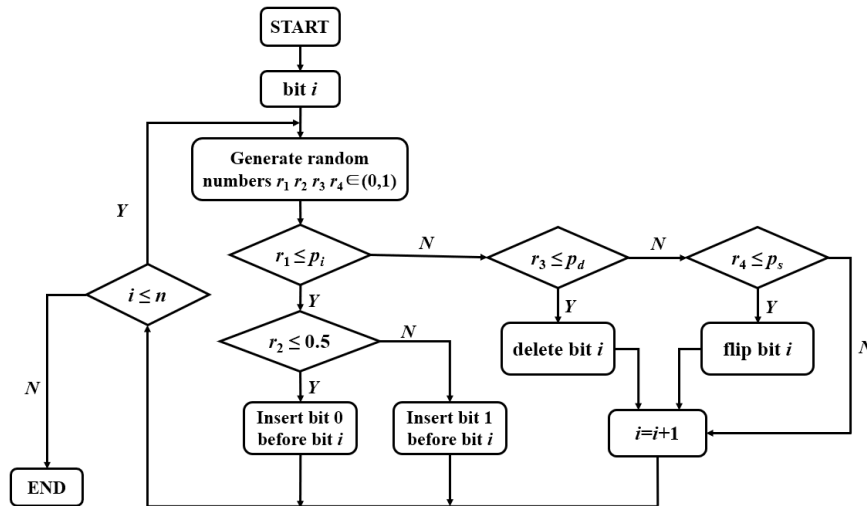 START
bit i
Generate random
numbers r₁ r₂ r₃ r₄∈(0,1)
Y
r₁ ≤ pᵢ
N
r₃ ≤ p_d
N
r₄ ≤ pₛ
i ≤ n
Y
Y
Y
r₂ ≤ 0.5
N
delete bit i
flip bit i
N
N
Y
Insert bit 0
before bit i
Insert bit 1
before bit i
i=i+1
END